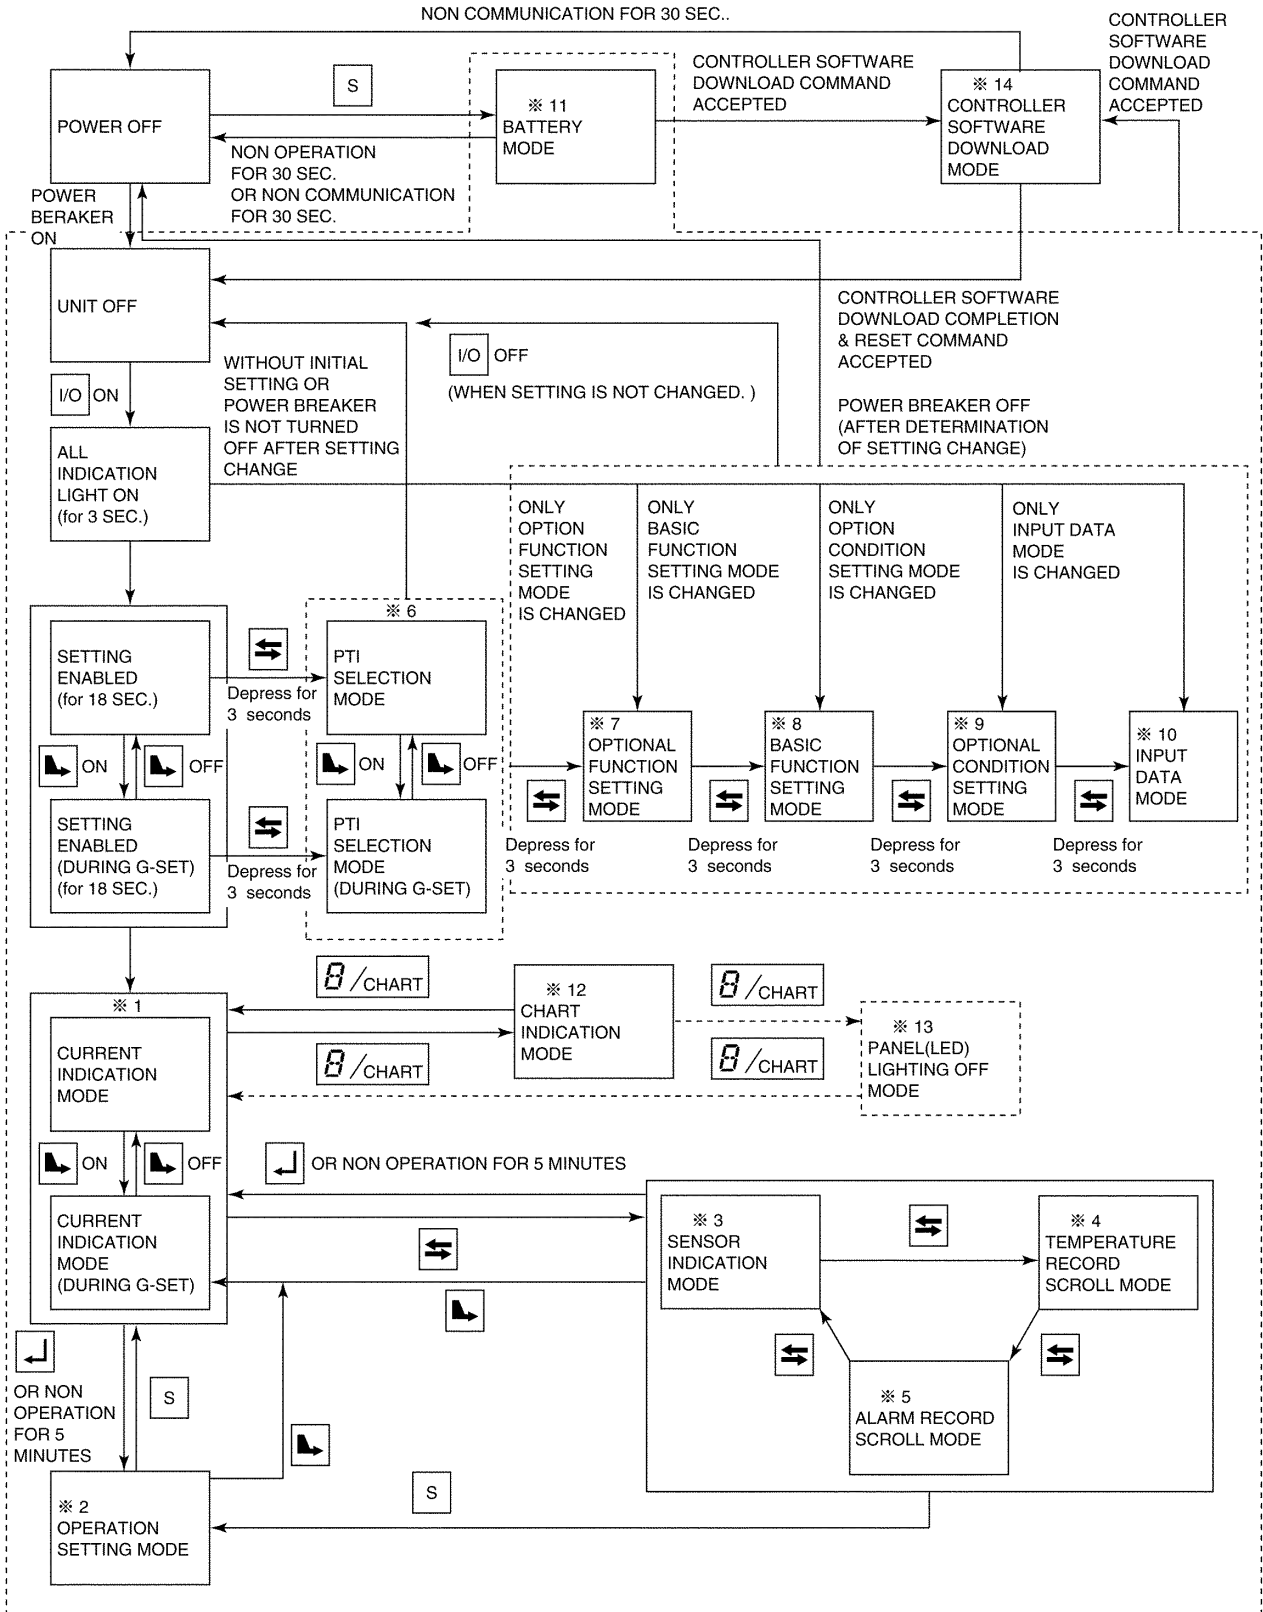 NON COMMUNICATION FOR 30 SEC..
CONTROLLER
SOFTWARE
DOWNLOAD
COMMAND
ACCEPTED
CONTROLLER SOFTWARE
DOWNLOAD COMMAND
ACCEPTED
S
POWER OFF
※ 11
BATTERY
MODE
※ 14
CONTROLLER
SOFTWARE
DOWNLOAD
MODE
NON OPERATION
FOR 30 SEC.
OR NON COMMUNICATION
FOR 30 SEC.
POWER
BERAKER
ON
UNIT OFF
CONTROLLER SOFTWARE
DOWNLOAD COMPLETION
& RESET COMMAND
ACCEPTED
I/O OFF
(WHEN SETTING IS NOT CHANGED. )
WITHOUT INITIAL
SETTING OR
POWER BREAKER
IS NOT TURNED
OFF AFTER SETTING
CHANGE
I/O ON
POWER BREAKER OFF
(AFTER DETERMINATION
OF SETTING CHANGE)
ALL
INDICATION
LIGHT ON
(for 3 SEC.)
ONLY
OPTION
FUNCTION
SETTING
MODE
IS CHANGED
ONLY
BASIC
FUNCTION
SETTING MODE
IS CHANGED
ONLY
OPTION
CONDITION
SETTING MODE
IS CHANGED
ONLY
INPUT DATA
MODE
IS CHANGED
SETTING
ENABLED
(for 18 SEC.)
Depress for
3 seconds
※ 6
PTI
SELECTION
MODE
ON
OFF
ON
OFF
SETTING
ENABLED
(DURING G-SET)
(for 18 SEC.)
Depress for
3 seconds
PTI
SELECTION
MODE
(DURING G-SET)
※ 7
OPTIONAL
FUNCTION
SETTING
MODE
※ 8
BASIC
FUNCTION
SETTING
MODE
※ 9
OPTIONAL
CONDITION
SETTING
MODE
※ 10
INPUT
DATA
MODE
Depress for
3 seconds
Depress for
3 seconds
Depress for
3 seconds
Depress for
3 seconds
※ 1
CURRENT
INDICATION
MODE
8/CHART
8/CHART
※ 12
CHART
INDICATION
MODE
8/CHART
8/CHART
※ 13
PANEL(LED)
LIGHTING OFF
MODE
ON
OFF
OR NON OPERATION FOR 5 MINUTES
CURRENT
INDICATION
MODE
(DURING G-SET)
※ 3
SENSOR
INDICATION
MODE
※ 4
TEMPERATURE
RECORD
SCROLL MODE
※ 5
ALARM RECORD
SCROLL MODE
OR NON
OPERATION
FOR 5
MINUTES
S
S
※ 2
OPERATION
SETTING MODE